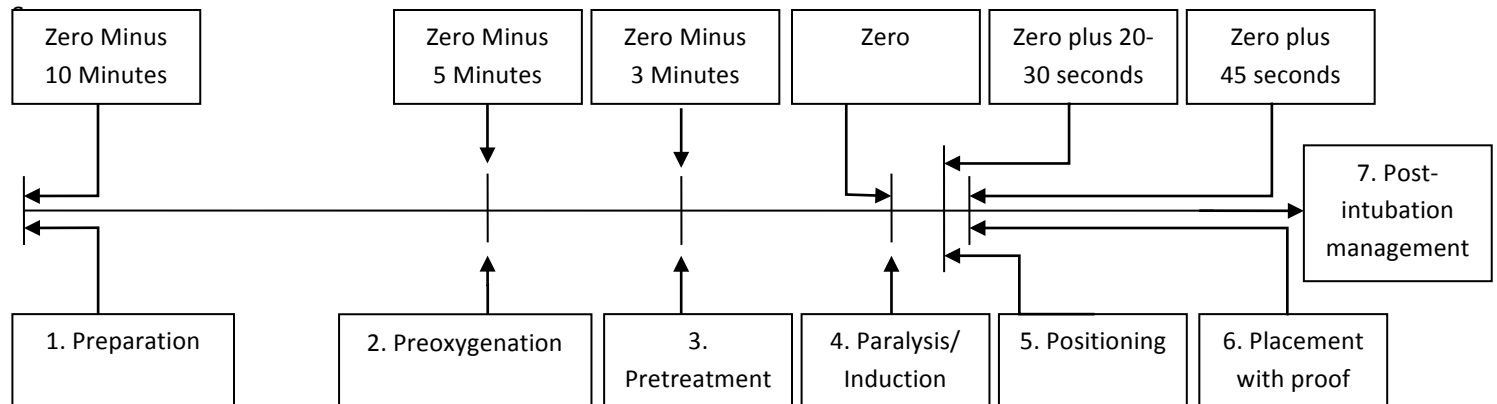 Zero Minus
10 Minutes
Zero Minus
5 Minutes
Zero Minus
3 Minutes
Zero
Zero plus 20-
30 seconds
Zero plus
45 seconds
7. Post-
intubation
management
1. Preparation
2. Preoxygenation
3.
Pretreatment
4. Paralysis/
Induction
5. Positioning
6. Placement
with proof